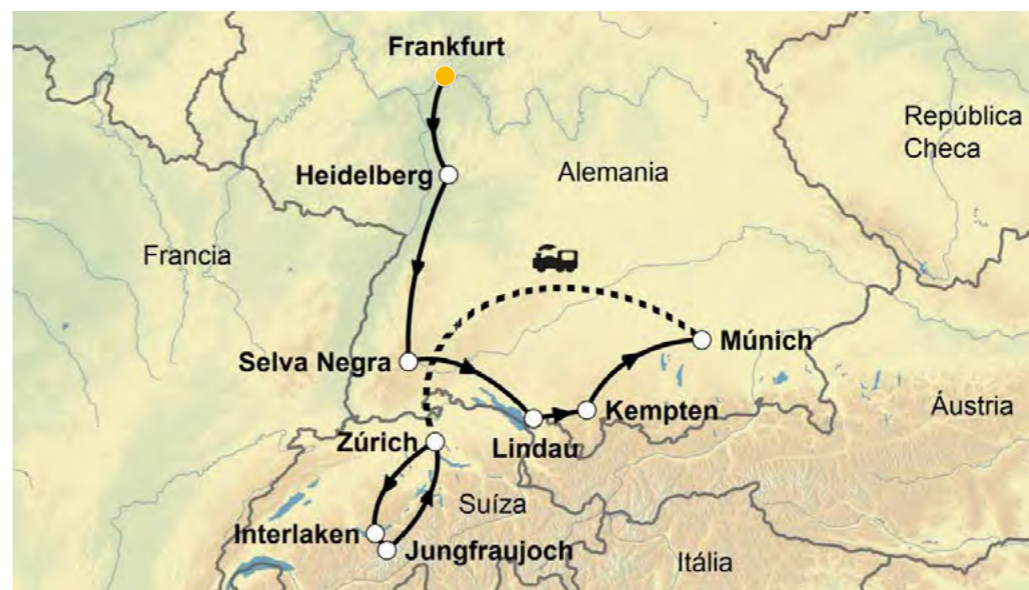 Frankfurt
República
Checa
Heidelberg
Alemania
Francia
Múnich
Selva Negra
Kempten
Áustria
Lindau
Zúrich
Suíza
Interlaken
Jungfraujoch
Itália